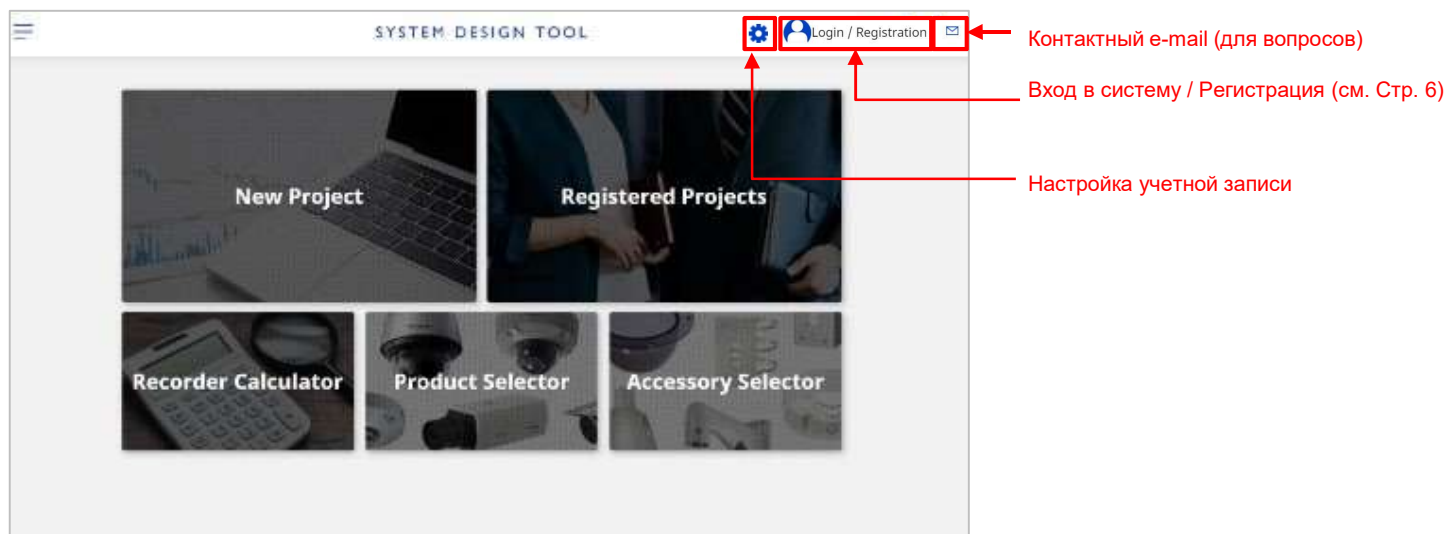 SYSTEM DESIGN TOOL
Login / Registration
Контактный e-mail (для вопросов)
Вход в систему / Регистрация (см. Стр. 6)
Настройка учетной записи
New Project
Registered Projects
Recorder Calculator
Product Selector
Accessory Selector